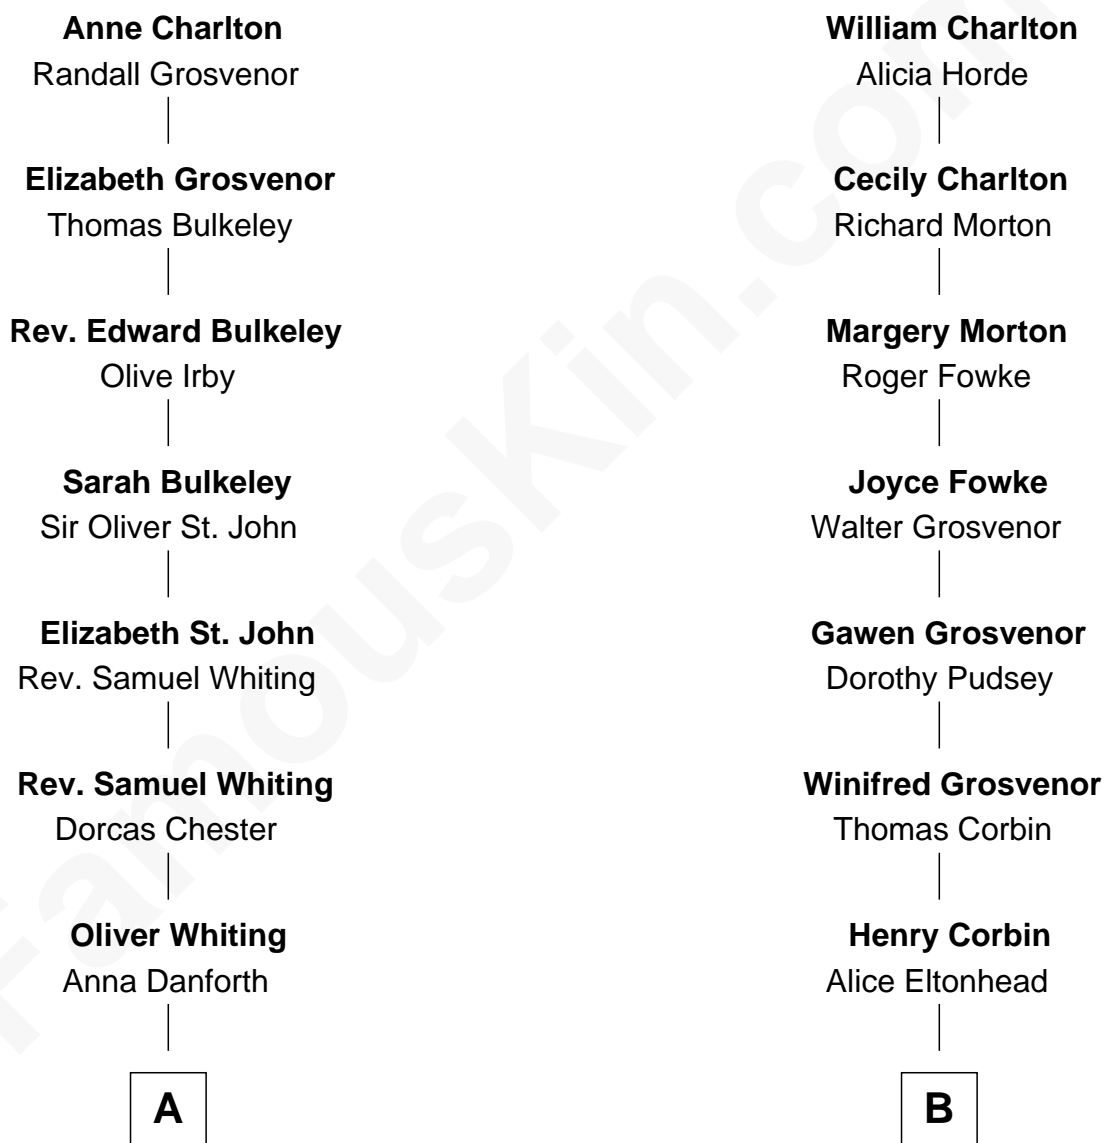 Anne Charlton
Randall Grosvenor
Elizabeth Grosvenor
Thomas Bulkeley
Rev. Edward Bulkeley
Olive Irby
Sarah Bulkeley
Sir Oliver St. John
Elizabeth St. John
Rev. Samuel Whiting
Rev. Samuel Whiting
Dorcas Chester
Oliver Whiting
Anna Danforth
A
William Charlton
Alicia Horde
Cecily Charlton
Richard Morton
Margery Morton
Roger Fowke
Joyce Fowke
Walter Grosvenor
Gawen Grosvenor
Dorothy Pudsey
Winifred Grosvenor
Thomas Corbin
Henry Corbin
Alice Eltonhead
B
FamousKin.com